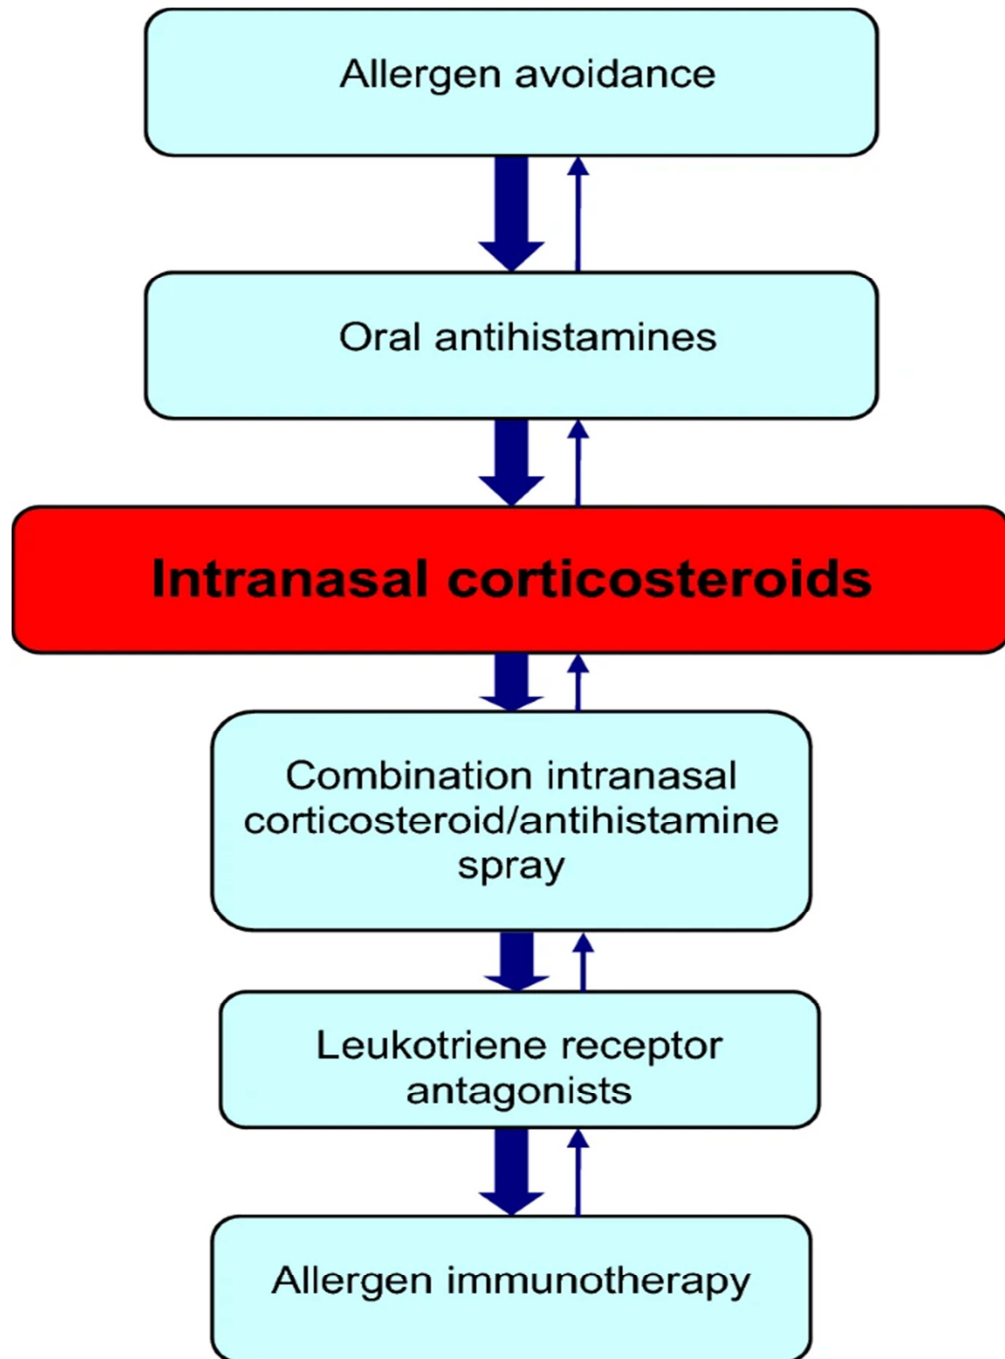 Allergen avoidance
Oral antihistamines
Intranasal corticosteroids
Combination intranasal
corticosteroid/antihistamine
spray
Leukotriene receptor
antagonists
Allergen immunotherapy